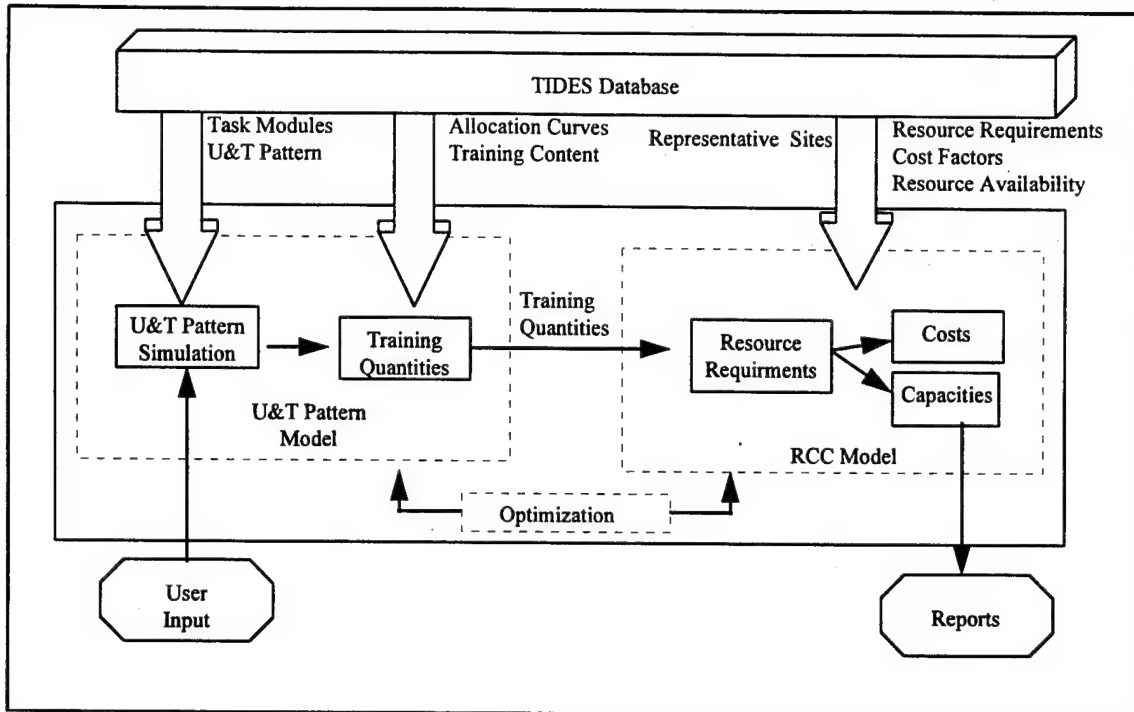 TIDES Database
Task Modules
U&T Pattern
Allocation Curves
Training Content
Representative Sites
Resource Requirements
Cost Factors
Resource Availability
U&T Pattern
Simulation
Training
Quantities
Training
Quantities
Resource
Requirments
Costs
Capacities
U&T Pattern
Model
RCC Model
Optimization
User
Input
Reports